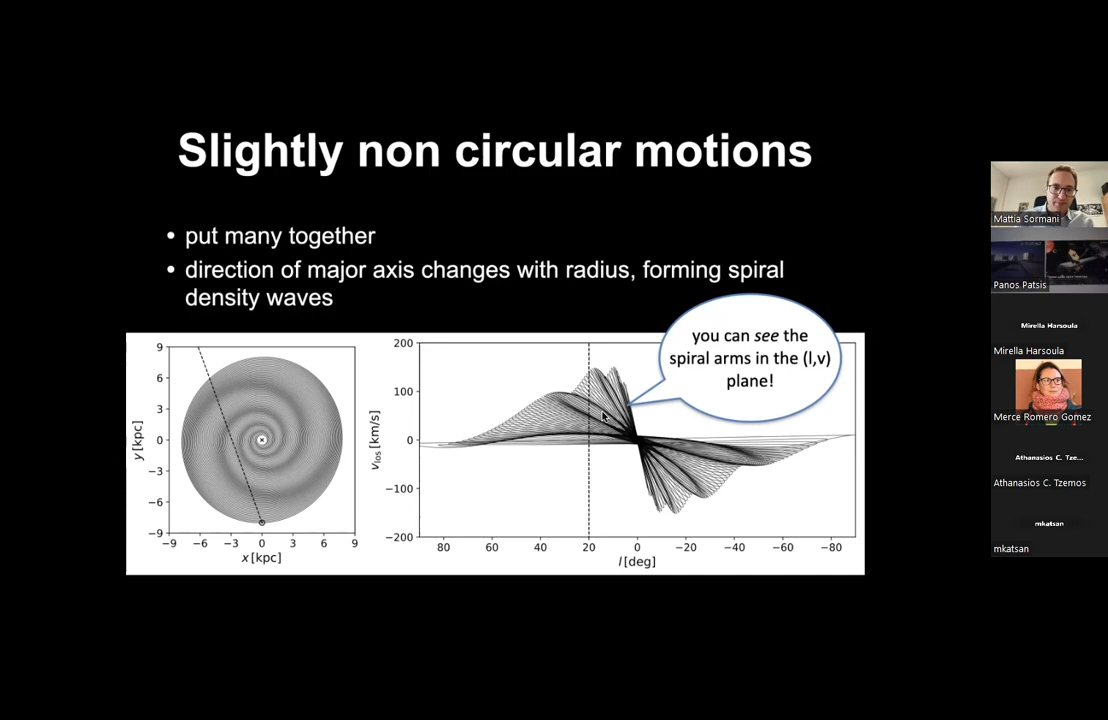 Slightly non circular motions
• put many together
• direction of major axis changes with radius, forming spiral
density waves
you can see the
spiral arms in the (l,v)
plane!
9
6
3
0
−3
−6
−9
y [kpc]
−9 −6 −3 0 3 6 9
x [kpc]
200
100
0
−100
−200
vlos [km/s]
80 60 40 20 0 −20 −40 −60 −80
l [deg]
Mattia Sormani
Panos Patsis
Mirella Harsoula
Mirella Harsoula
Merce Romero Gomez
Athanasios C. Tze...
Athanasios C. Tzemos
mkatsan
mkatsan